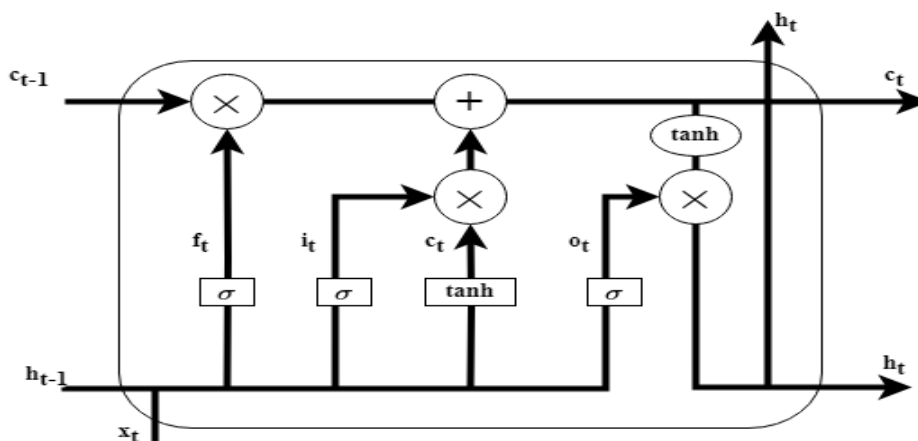 h_t
c_{t-1}
c_t
×
+
tanh
×
×
f_t
i_t
c_t
o_t
σ
σ
tanh
σ
h_{t-1}
h_t
x_t